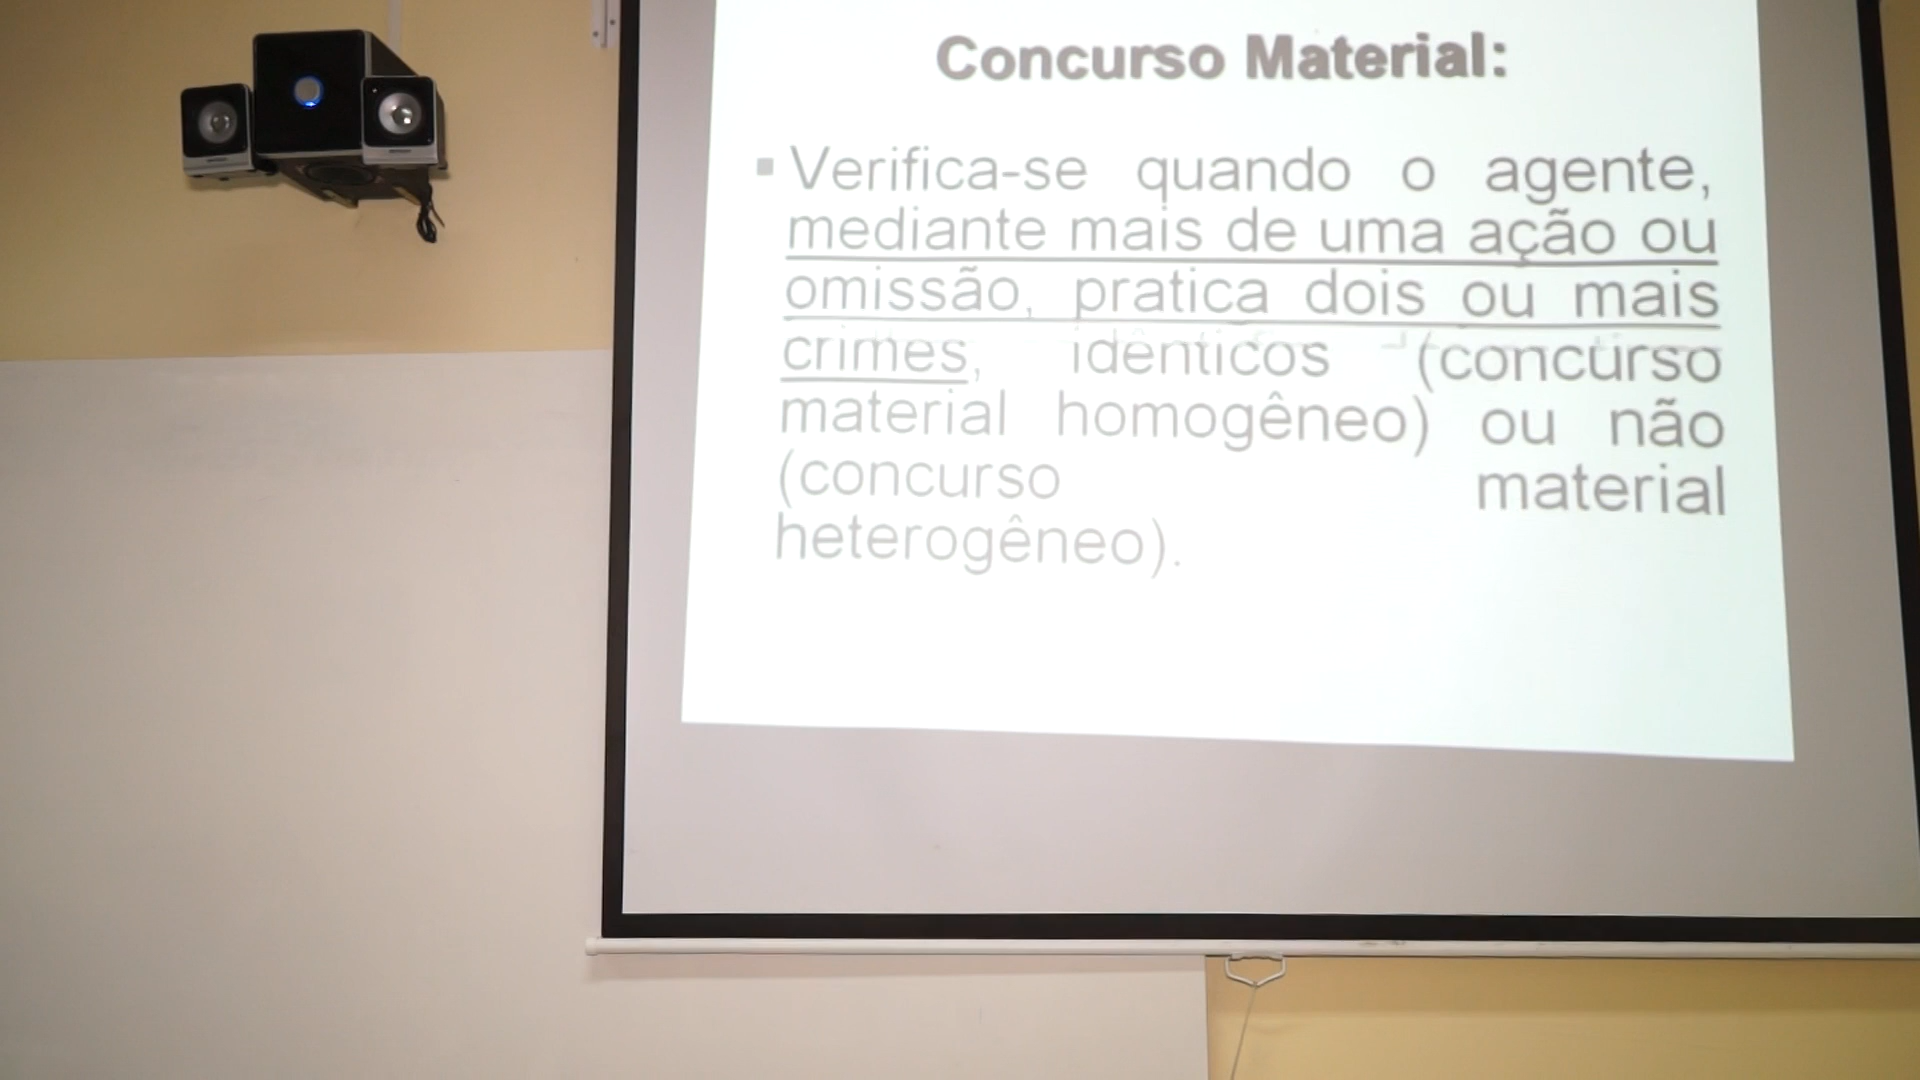 Concurso Material:
▪ Verifica-se quando o agente,
mediante mais de uma ação ou
omissão, pratica dois ou mais
crimes, idênticos (concurso
material homogêneo) ou não
(concurso material
heterogêneo).